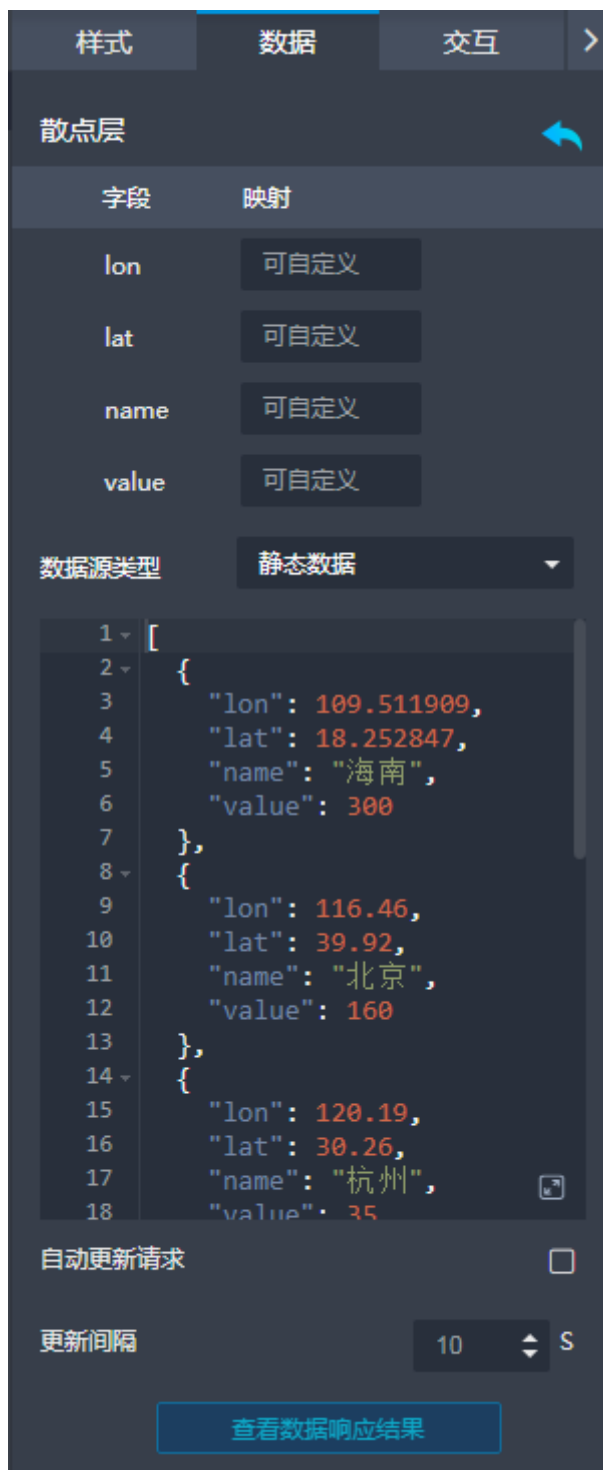 样式 数据 交互 >
散点层
字段 映射
lon 可自定义
lat 可自定义
name 可自定义
value 可自定义
数据源类型 静态数据
1 [
2 {
3 "lon": 109.511909,
4 "lat": 18.252847,
5 "name": "海南",
6 "value": 300
7 },
8 {
9 "lon": 116.46,
10 "lat": 39.92,
11 "name": "北京",
12 "value": 160
13 },
14 {
15 "lon": 120.19,
16 "lat": 30.26,
17 "name": "杭州",
18 "value": 35
自动更新请求
更新间隔 10 S
查看数据响应结果